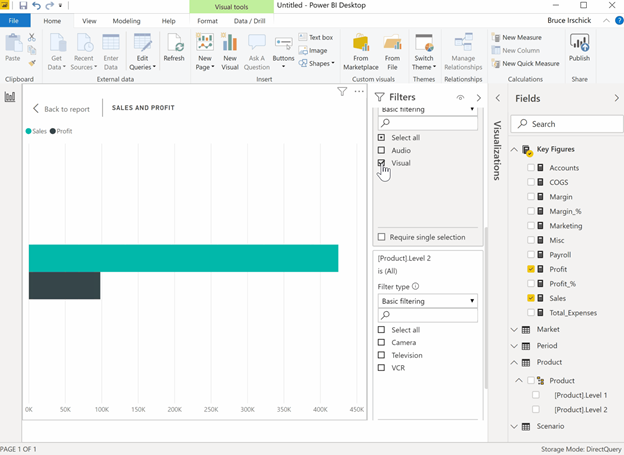 Visual tools
Untitled - Power BI Desktop
Bruce Irschick
File
Home
View
Modeling
Help
Format
Data / Drill
Paste
Get Data
Recent Sources
Enter Data
Edit Queries
Refresh
New Page
New Visual
Ask A Question
Buttons
Text box
Image
Shapes
From Marketplace
From File
Switch Theme
Manage Relationships
New Measure
New Column
New Quick Measure
Publish
Clipboard
External data
Insert
Custom visuals
Themes
Relationships
Calculations
Share
Back to report
SALES AND PROFIT
Sales
Profit
0K
50K
100K
150K
200K
250K
300K
350K
400K
450K
Filters
Basic filtering
Select all
Audio
Visual
Require single selection
[Product].Level 2
is (All)
Filter type
Basic filtering
Select all
Camera
Television
VCR
Visualizations
Fields
Search
Key Figures
Accounts
COGS
Margin
Margin_%
Marketing
Misc
Payroll
Profit
Profit_%
Sales
Total_Expenses
Market
Period
Product
Product
[Product].Level 1
[Product].Level 2
Scenario
PAGE 1 OF 1
Storage Mode: DirectQuery